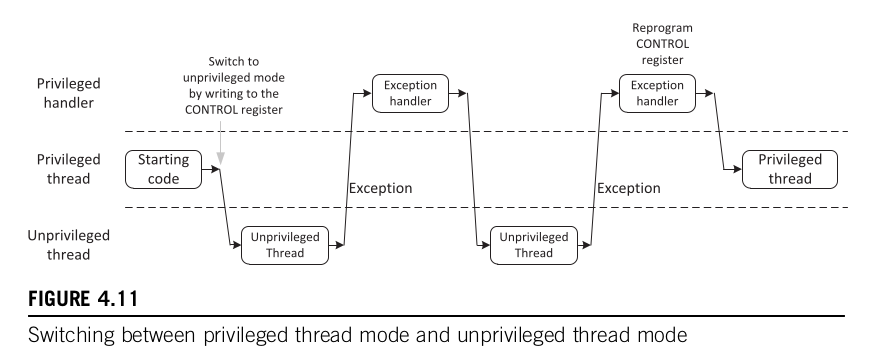 Reprogram
CONTROL
register
Switch to
unprivileged mode
by writing to the
CONTROL register
Privileged
handler
Exception
handler
Exception
handler
Privileged
thread
Starting
code
Exception
Exception
Privileged
thread
Unprivileged
thread
Unprivileged
Thread
Unprivileged
Thread
FIGURE 4.11
Switching between privileged thread mode and unprivileged thread mode